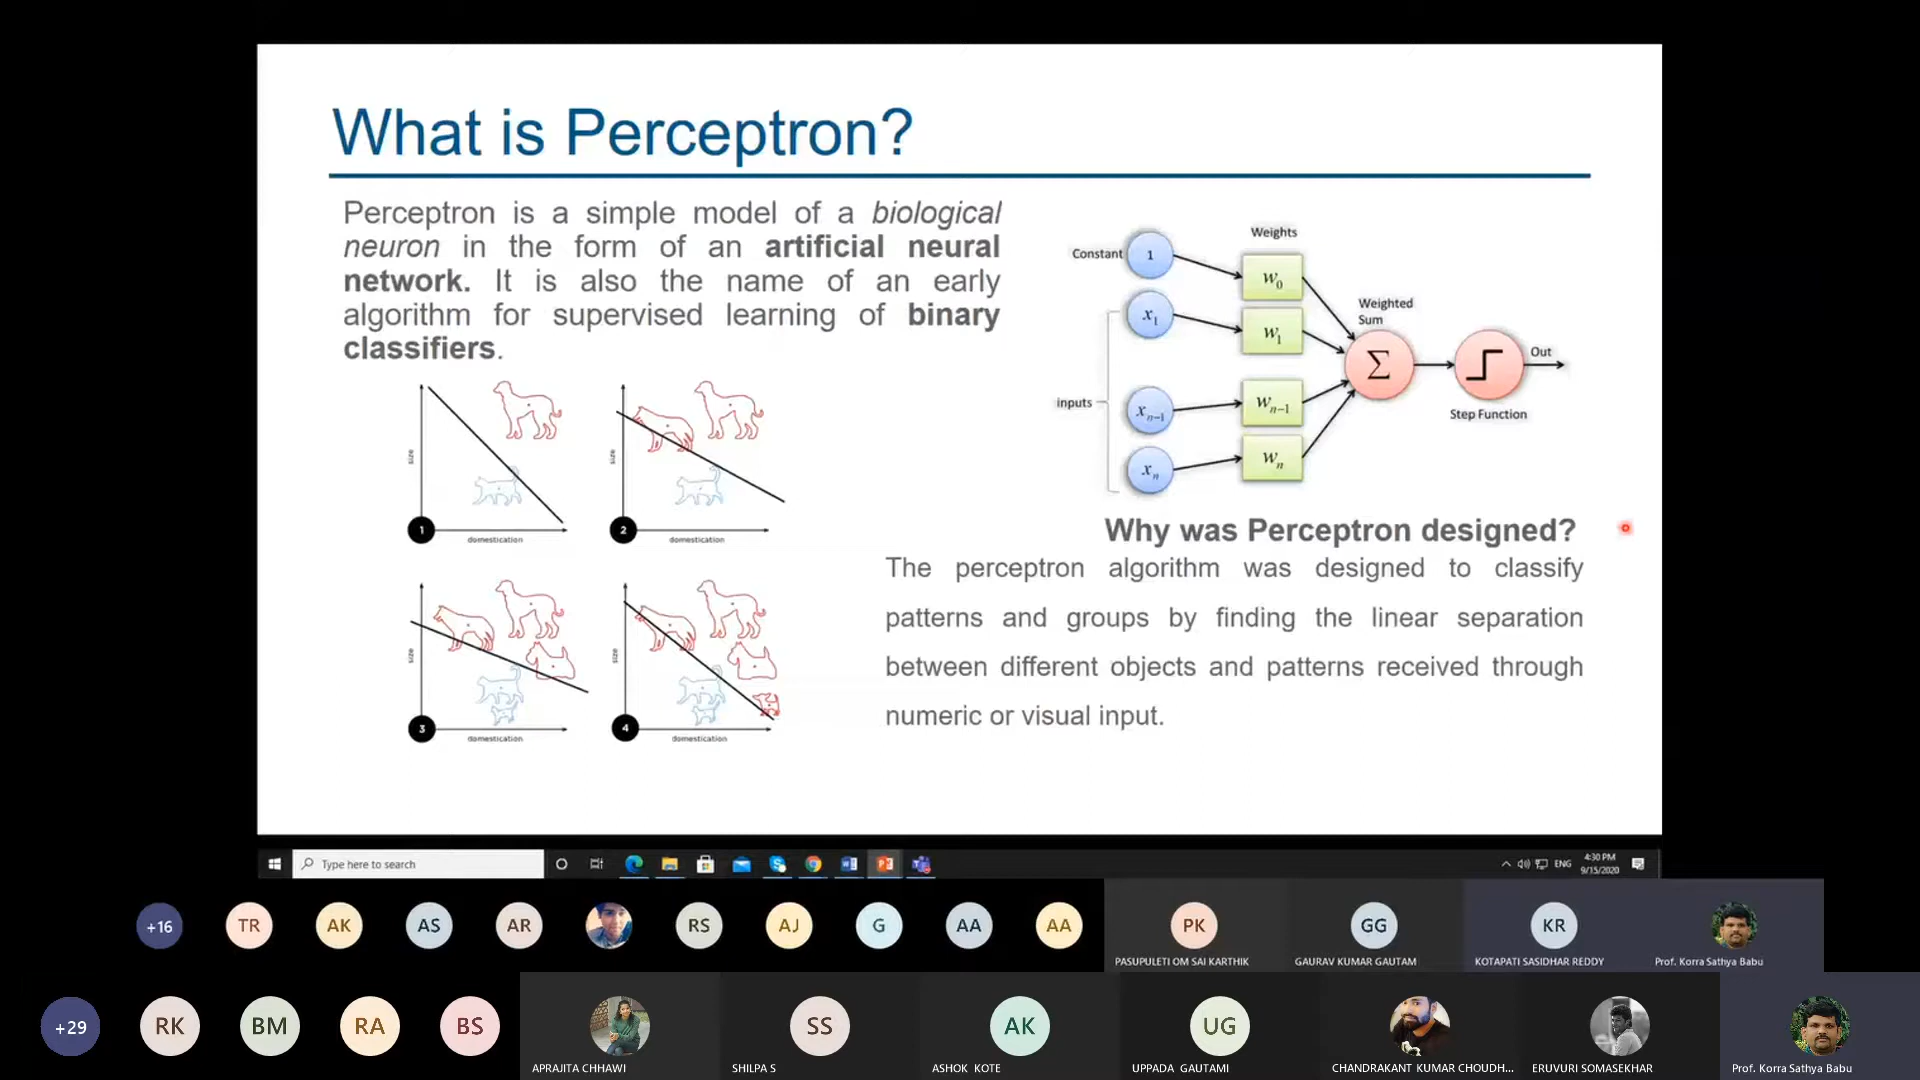 What is Perceptron?
Perceptron is a simple model of a biological
neuron in the form of an artificial neural
network. It is also the name of an early
algorithm for supervised learning of binary
classifiers.
size
1
domestication
size
2
domestication
size
3
domestication
size
4
domestication
Weights
Constant
1
w0
x1
w1
Weighted
Sum
inputs
xn-1
wn-1
xn
wn
Σ
Out
Step Function
Why was Perceptron designed?
The perceptron algorithm was designed to classify
patterns and groups by finding the linear separation
between different objects and patterns received through
numeric or visual input.
Type here to search
ENG
4:30 PM
9/15/2020
+16
TR
AK
AS
AR
RS
AJ
G
AA
AA
PK
PASUPULETI OM SAI KARTHIK
GG
GAURAV KUMAR GAUTAM
KR
KOTAPATI SASIDHAR REDDY
Prof. Korra Sathya Babu
+29
RK
BM
RA
BS
APRAJITA CHHAWI
SS
SHILPA S
AK
ASHOK KOTE
UG
UPPADA GAUTAMI
CHANDRAKANT KUMAR CHOUDH...
ERUVURI SOMASEKHAR
Prof. Korra Sathya Babu